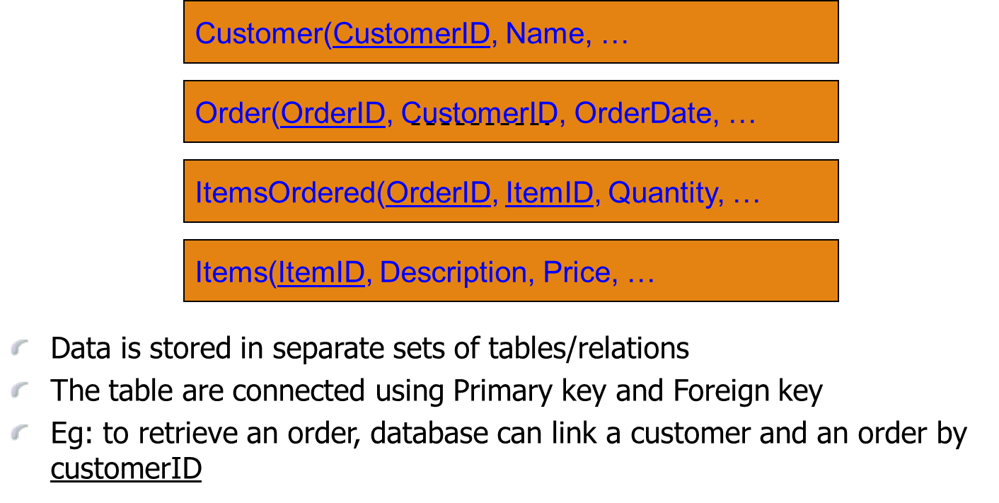 Customer(CustomerID, Name, …
Order(OrderID, CustomerID, OrderDate, …
ItemsOrdered(OrderID, ItemID, Quantity, …
Items(ItemID, Description, Price, …
Data is stored in separate sets of tables/relations
The table are connected using Primary key and Foreign key
Eg: to retrieve an order, database can link a customer and an order by
customerID